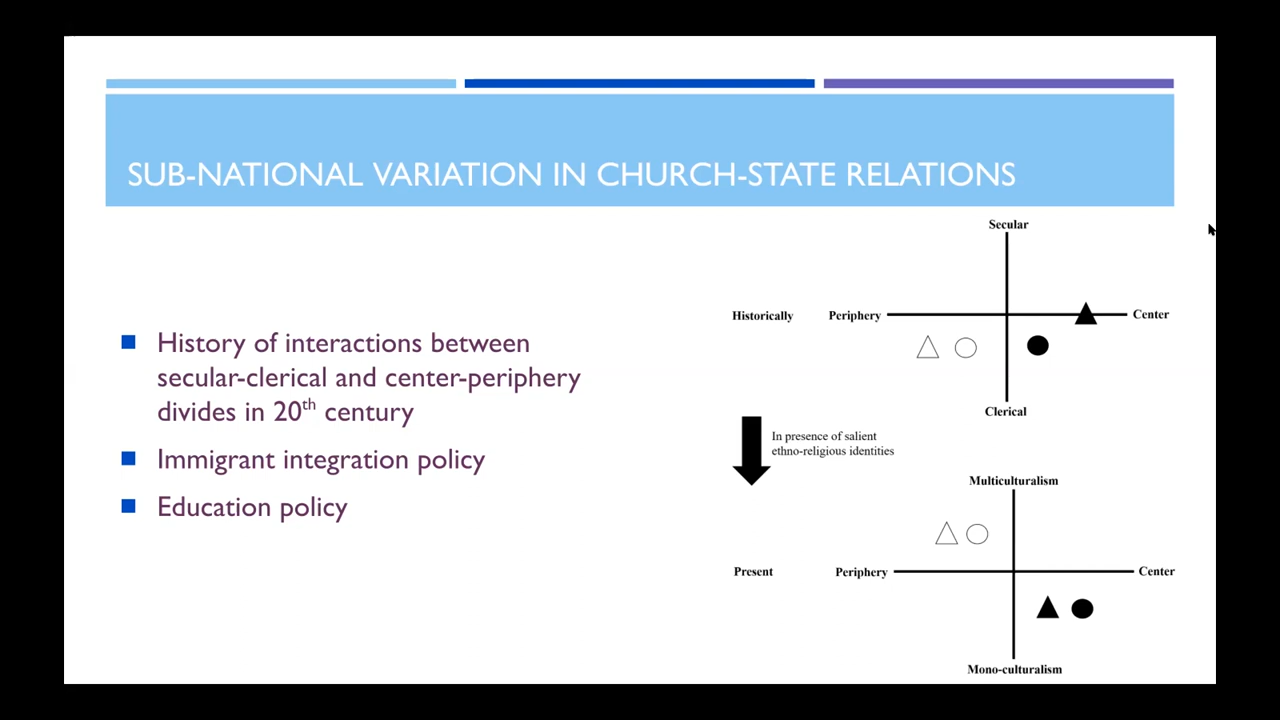 SUB-NATIONAL VARIATION IN CHURCH-STATE RELATIONS
History of interactions between
secular-clerical and center-periphery
divides in 20th century
Immigrant integration policy
Education policy
Secular
Historically
Periphery
Center
Clerical
In presence of salient
ethno-religious identities
Multiculturalism
Present
Periphery
Center
Mono-culturalism